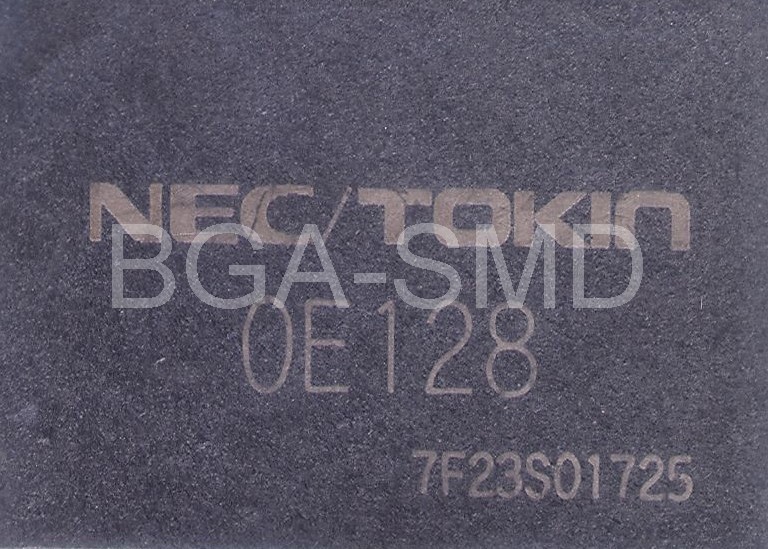 NEC/TOKIN
BGA-SMD
0E128
7F23S01725